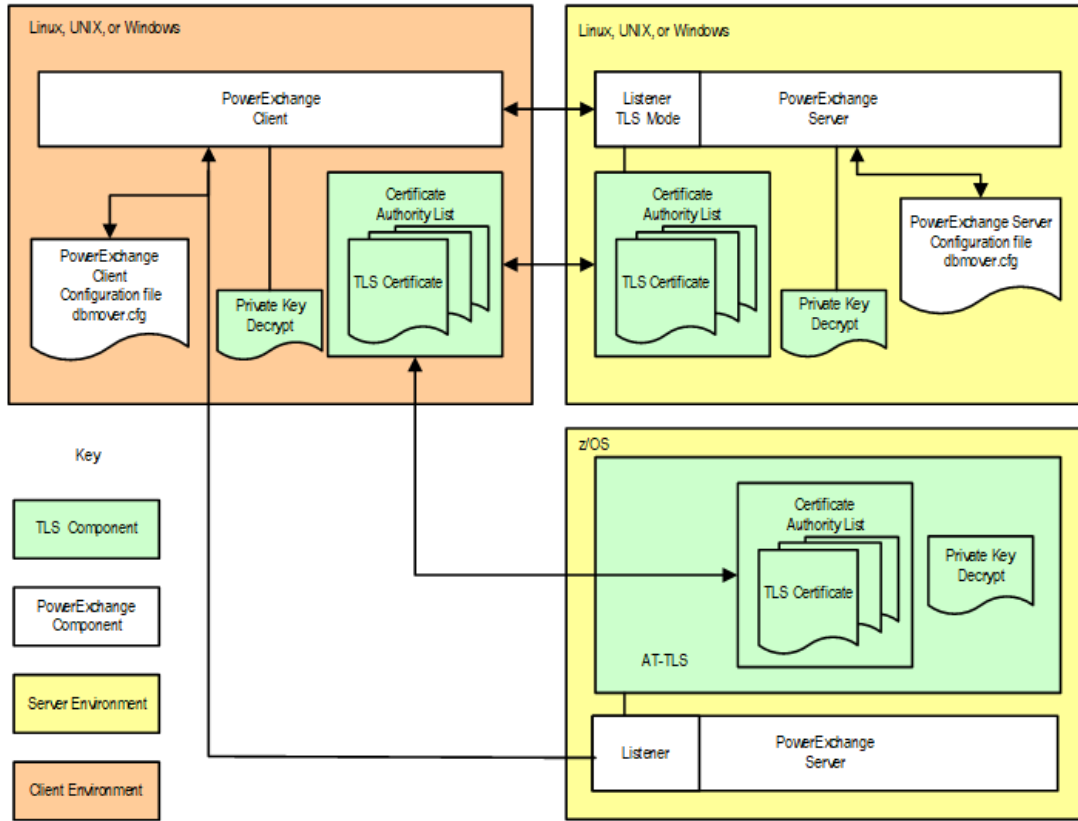 Linux, UNIX, or Windows
PowerExchange
Client
PowerExchange
Client
Configuration file
dbmover.cfg
Private Key
Decrypt
Certificate
Authority List
TLS Certificate
Linux, UNIX, or Windows
Listener
TLS Mode
PowerExchange
Server
Certificate
Authority List
TLS Certificate
Private Key
Decrypt
PowerExchange Server
Configuration file
dbmover.cfg
Key
TLS Component
PowerExchange
Component
Server Environment
Client Environment
z/OS
Certificate
Authority List
TLS Certificate
Private Key
Decrypt
AT-TLS
Listener
PowerExchange
Server